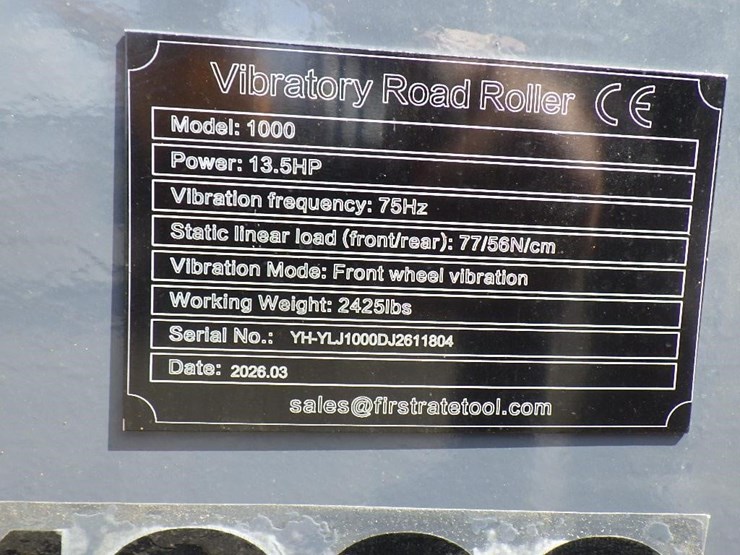 Vibratory Road Roller CE
Model: 1000
Power: 13.5HP
Vibration frequency: 75Hz
Static linear load (front/rear): 77/56N/cm
Vibration Mode: Front wheel vibration
Working Weight: 2425lbs
Serial No.: YH-YLJ1000DJ2611804
Date: 2026.03
sales@firstratetool.com